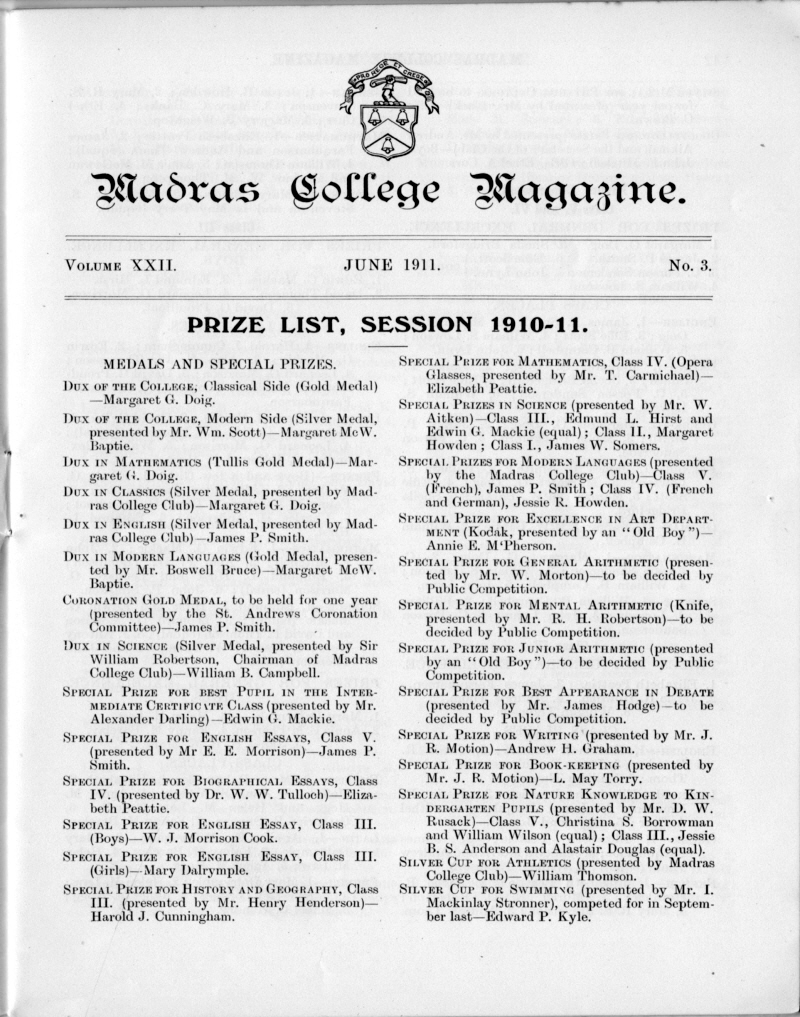 PRO REGE ET GREGE
Madras College Magazine.
VOLUME XXII. JUNE 1911. No. 3.
PRIZE LIST, SESSION 1910-11.
MEDALS AND SPECIAL PRIZES.
DUX OF THE COLLEGE, Classical Side (Gold Medal)
—Margaret G. Doig.
DUX OF THE COLLEGE, Modern Side (Silver Medal,
presented by Mr. Wm. Scott)—Margaret McW.
Baptie.
DUX IN MATHEMATICS (Tullis Gold Medal)—Mar-
garet G. Doig.
DUX IN CLASSICS (Silver Medal, presented by Mad-
ras College Club)—Margaret G. Doig.
DUX IN ENGLISH (Silver Medal, presented by Mad-
ras College Club)—James P. Smith.
DUX IN MODERN LANGUAGES (Gold Medal, presen-
ted by Mr. Boswell Bruce)—Margaret McW.
Baptie.
CORONATION GOLD MEDAL, to be held for one year
(presented by the St. Andrews Coronation
Committee)—James P. Smith.
DUX IN SCIENCE (Silver Medal, presented by Sir
William Robertson, Chairman of Madras
College Club)—William B. Campbell.
SPECIAL PRIZE FOR BEST PUPIL IN THE INTER-
MEDIATE CERTIFICATE CLASS (presented by Mr.
Alexander Darling)—Edwin G. Mackie.
SPECIAL PRIZE FOR ENGLISH ESSAYS, Class V.
(presented by Mr E. E. Morrison)—James P.
Smith.
SPECIAL PRIZE FOR BIOGRAPHICAL ESSAYS, Class
IV. (presented by Dr. W. W. Tulloch)—Eliza-
beth Peattie.
SPECIAL PRIZE FOR ENGLISH ESSAY, Class III.
(Boys)—W. J. Morrison Cook.
SPECIAL PRIZE FOR ENGLISH ESSAY, Class III.
(Girls)—Mary Dalrymple.
SPECIAL PRIZE FOR HISTORY AND GEOGRAPHY, Class
III. (presented by Mr. Henry Henderson)—
Harold J. Cunningham.
SPECIAL PRIZE FOR MATHEMATICS, Class IV. (Opera
Glasses, presented by Mr. T. Carmichael)—
Elizabeth Peattie.
SPECIAL PRIZES IN SCIENCE (presented by Mr. W.
Aitken)—Class III., Edmund L. Hirst and
Edwin G. Mackie (equal); Class II., Margaret
Howden; Class I., James W. Somers.
SPECIAL PRIZES FOR MODERN LANGUAGES (presented
by the Madras College Club)—Class V.
(French), James P. Smith; Class IV. (French
and German), Jessie R. Howden.
SPECIAL PRIZE FOR EXCELLENCE IN ART DEPART-
MENT (Kodak, presented by an "Old Boy")—
Annie E. M'Pherson.
SPECIAL PRIZE FOR GENERAL ARITHMETIC (presen-
ted by Mr. W. Morton)—to be decided by
Public Competition.
SPECIAL PRIZE FOR MENTAL ARITHMETIC (Knife,
presented by Mr. R. H. Robertson)—to be
decided by Public Competition.
SPECIAL PRIZE FOR JUNIOR ARITHMETIC (presented
by an "Old Boy")—to be decided by Public
Competition.
SPECIAL PRIZE FOR BEST APPEARANCE IN DEBATE
(presented by Mr. James Hodge)—to be
decided by Public Competition.
SPECIAL PRIZE FOR WRITING (presented by Mr. J.
R. Motion)—Andrew H. Graham.
SPECIAL PRIZE FOR BOOK-KEEPING (presented by
Mr. J. R. Motion)—L. May Torry.
SPECIAL PRIZE FOR NATURE KNOWLEDGE TO KIN-
DERGARTEN PUPILS (presented by Mr. D. W.
Rusack)—Class V., Christina S. Borrowman
and William Wilson (equal); Class III., Jessie
B. S. Anderson and Alastair Douglas (equal).
SILVER CUP FOR ATHLETICS (presented by Madras
College Club)—William Thomson.
SILVER CUP FOR SWIMMING (presented by Mr. I.
Mackinlay Stronner), competed for in Septem-
ber last—Edward P. Kyle.